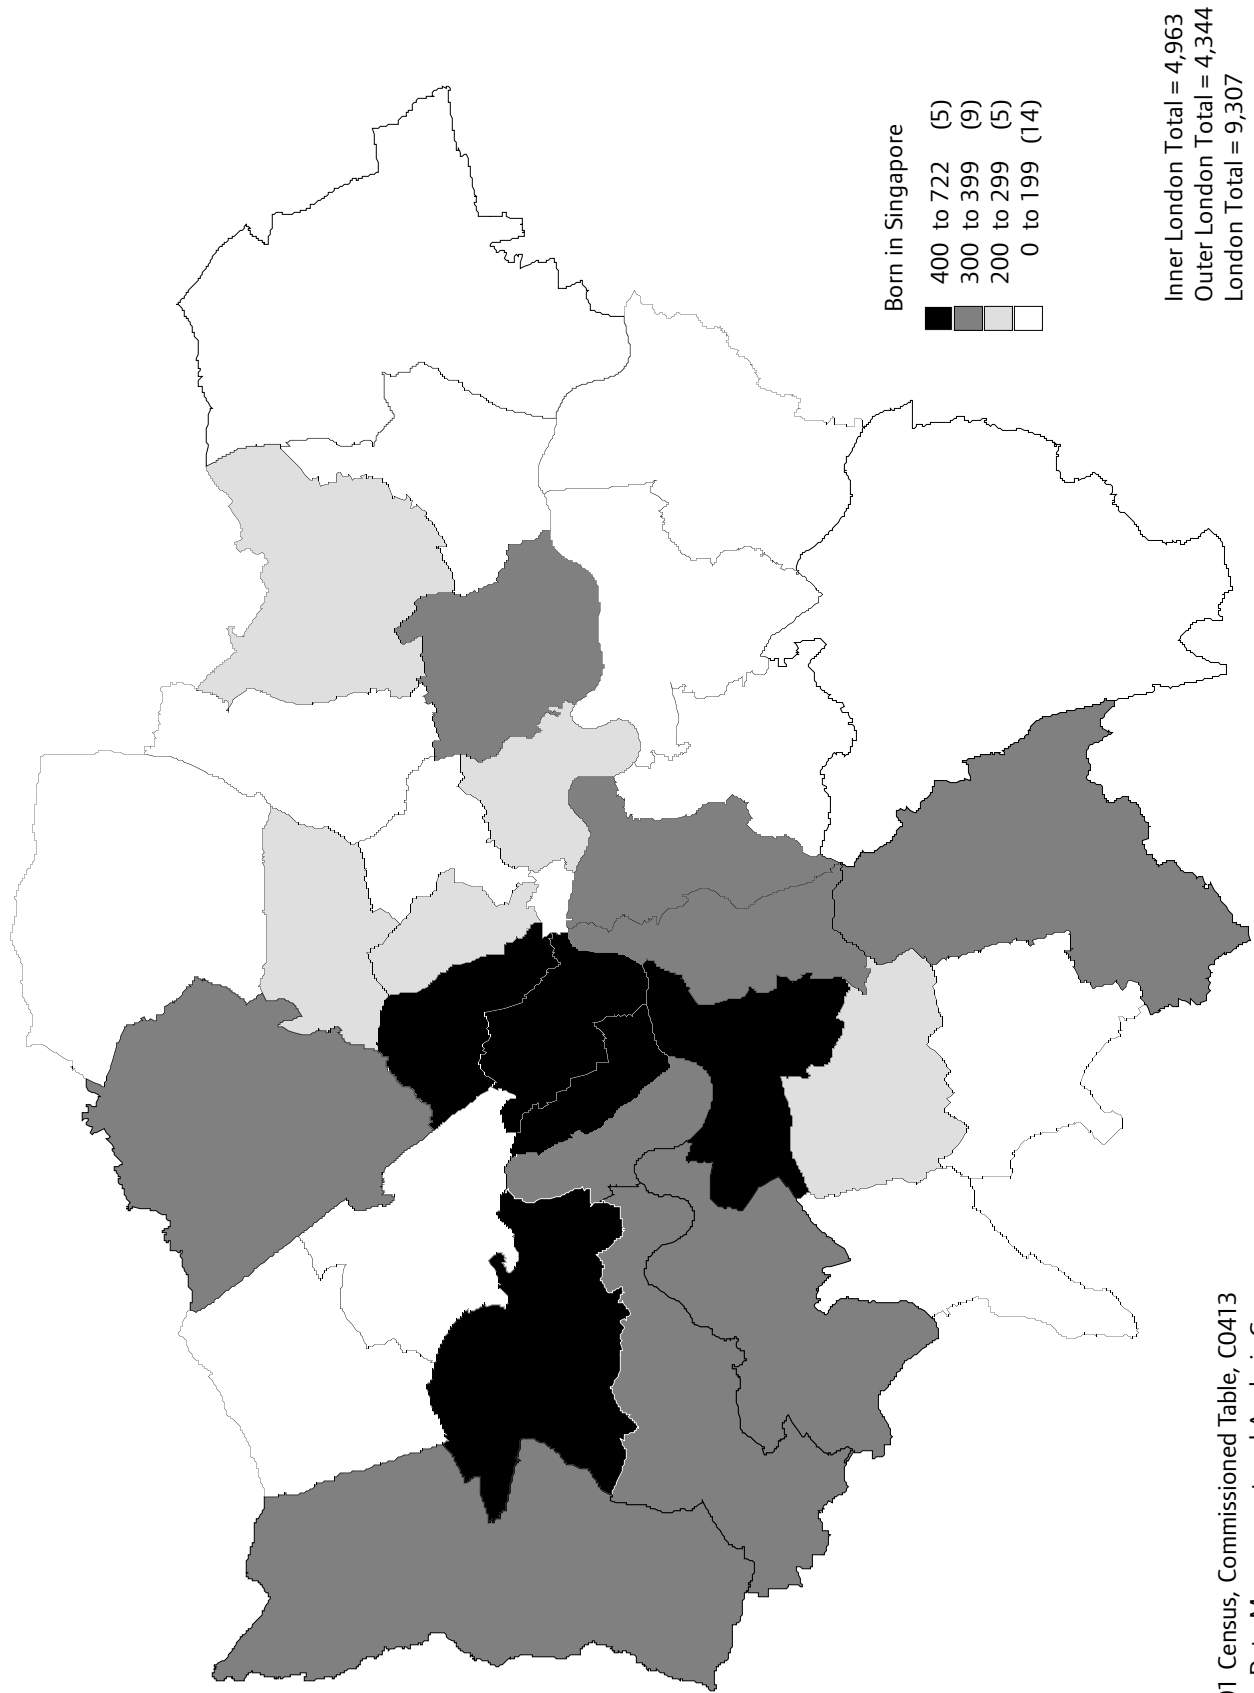 Born in Singapore
400 to 722 (5)
300 to 399 (9)
200 to 299 (5)
0 to 199 (14)
Inner London Total = 4,963
Outer London Total = 4,344
London Total = 9,307
Census, Commissioned Table, C0413